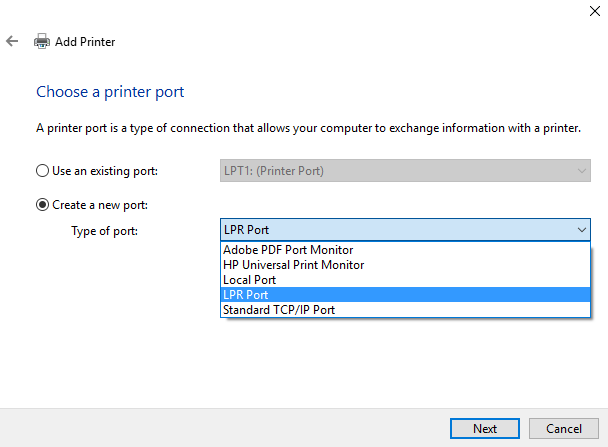 Add Printer
Choose a printer port
A printer port is a type of connection that allows your computer to exchange information with a printer.
Use an existing port: LPT1: (Printer Port)
Create a new port:
Type of port: LPR Port
Adobe PDF Port Monitor
HP Universal Print Monitor
Local Port
LPR Port
Standard TCP/IP Port
Next Cancel